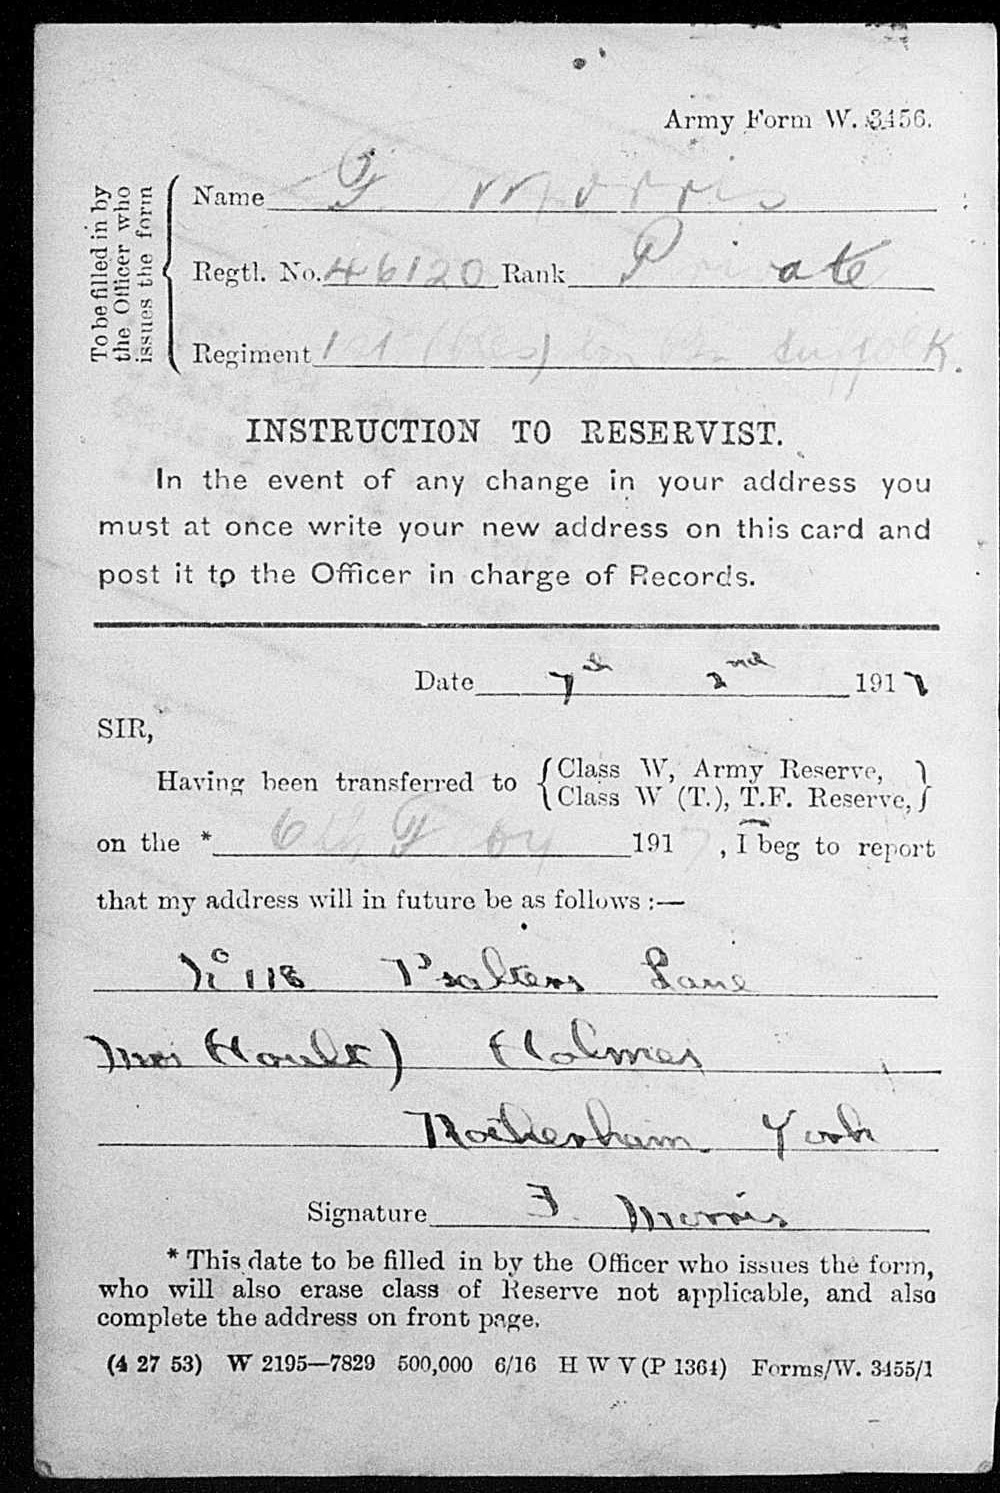 Army Form W. 3456.
To be filled in by
the Officer who
issues the form
Name F Morris
Regtl. No. 46120 Rank Private
Regiment 1st (Res) Suffolk.
INSTRUCTION TO RESERVIST.
In the event of any change in your address you
must at once write your new address on this card and
post it to the Officer in charge of Records.
Date 7th 2nd 1917
SIR,
Having been transferred to {Class W, Army Reserve, }
{Class W (T.), T.F. Reserve, }
on the * 6th F by 1917, I beg to report
that my address will in future be as follows :—
No 118 Psalters Lane
Mrs Hoult) Holmes
Rotherham. York
Signature F. Morris
* This date to be filled in by the Officer who issues the form,
who will also erase class of Reserve not applicable, and also
complete the address on front page.
(4 27 53) W 2195—7829 500,000 6/16 H W V (P 1364) Forms/W. 3455/1